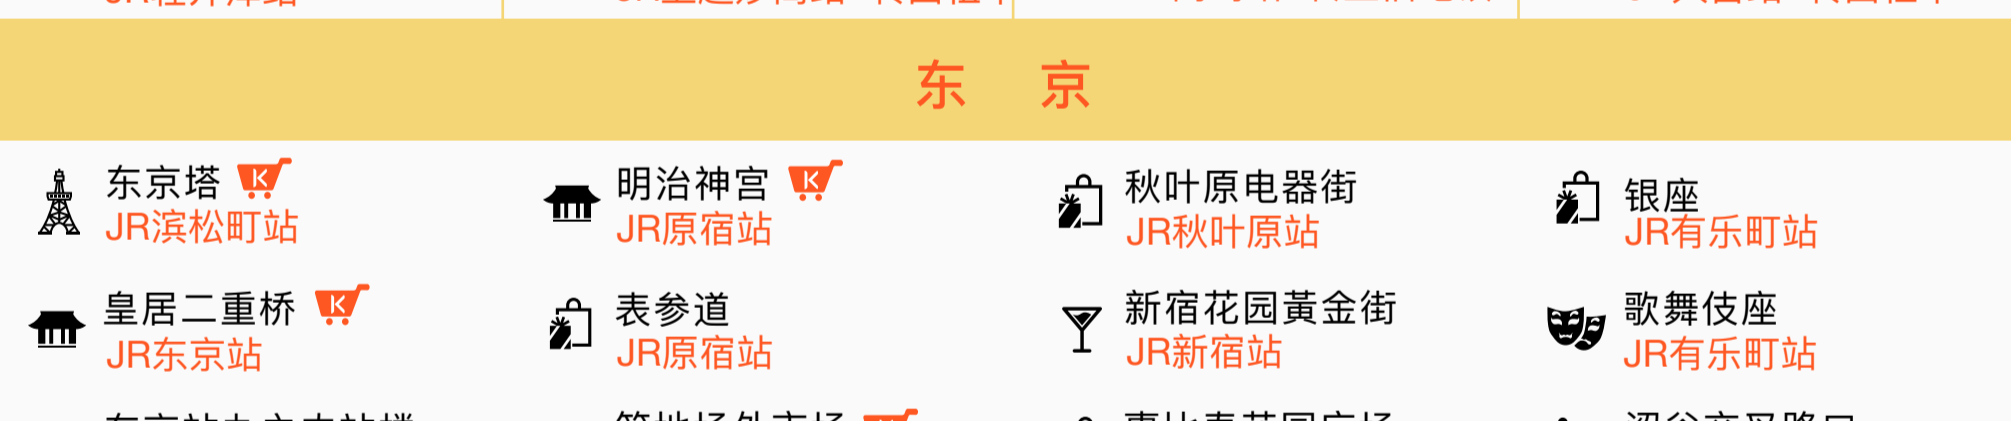 东 京
东京塔
JR滨松町站
明治神宫
JR原宿站
秋叶原电器街
JR秋叶原站
银座
JR有乐町站
皇居二重桥
JR东京站
表参道
JR原宿站
新宿花园黃金街
JR新宿站
歌舞伎座
JR有乐町站